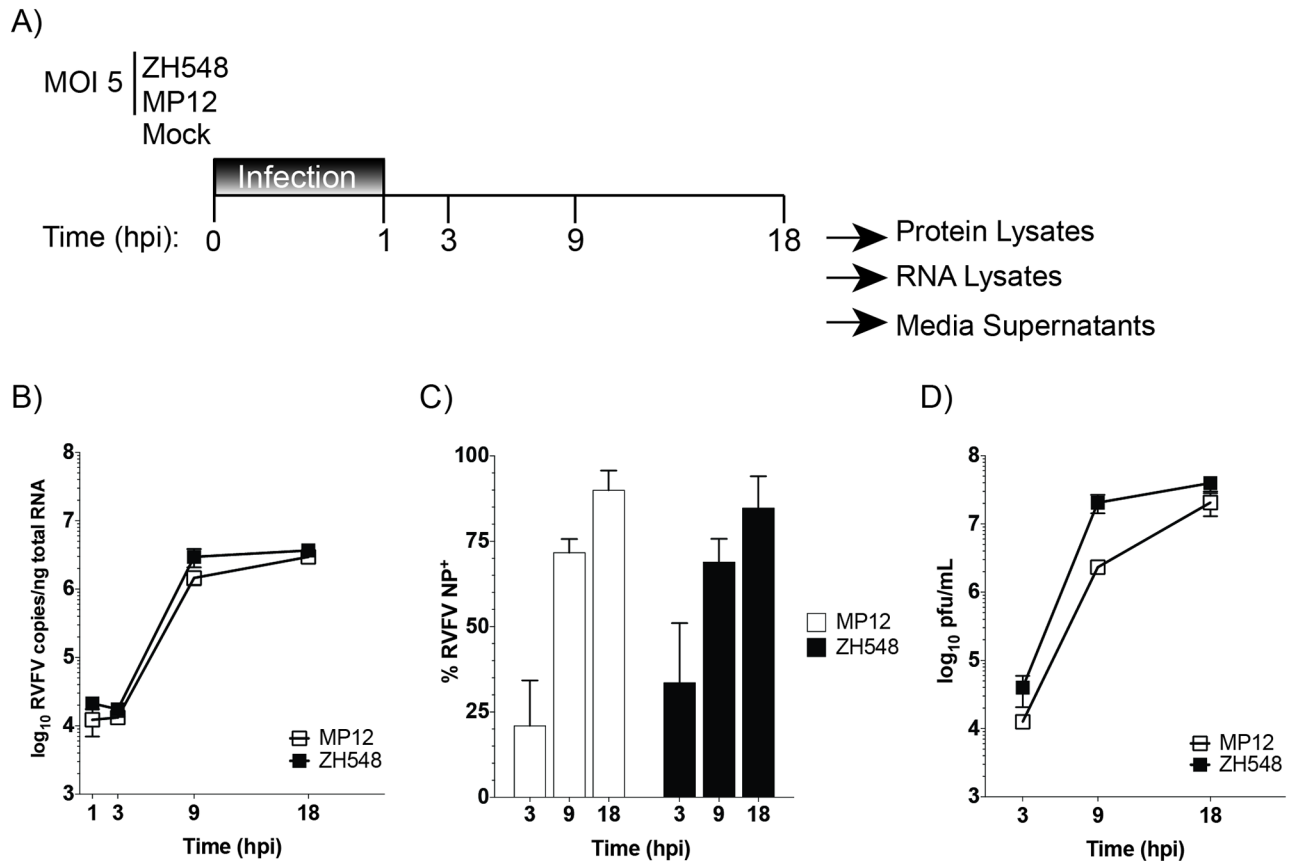 A)
MOI 5
ZH548
MP12
Mock
Infection
Time (hpi): 0 1 3 9 18
Protein Lysates
RNA Lysates
Media Supernatants
B)
log10 RVFV copies/ng total RNA
8
7
6
5
4
3
1 3 9 18
Time (hpi)
MP12
ZH548
C)
% RVFV NP+
100
75
50
25
0
3 9 18 3 9 18
Time (hpi)
MP12
ZH548
D)
log10 pfu/mL
8
7
6
5
4
3
3 9 18
Time (hpi)
MP12
ZH548